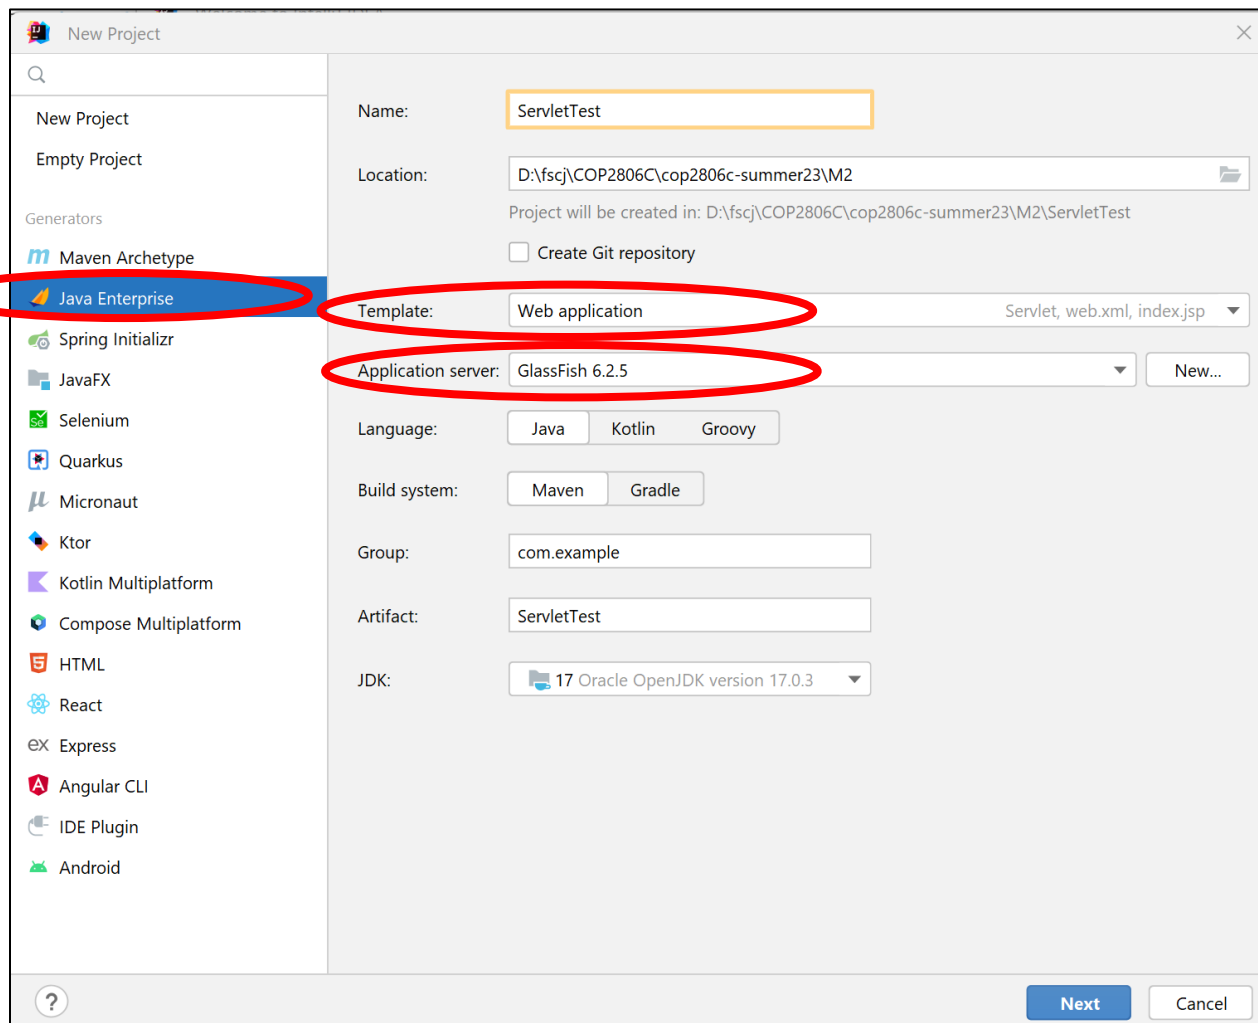 New Project
New Project
Empty Project
Generators
Maven Archetype
Java Enterprise
Spring Initializr
JavaFX
Selenium
Quarkus
Micronaut
Ktor
Kotlin Multiplatform
Compose Multiplatform
HTML
React
ex Express
Angular CLI
IDE Plugin
Android
Name: ServletTest
Location: D:\fscj\COP2806C\cop2806c-summer23\M2
Project will be created in: D:\fscj\COP2806C\cop2806c-summer23\M2\ServletTest
Create Git repository
Template: Web application Servlet, web.xml, index.jsp
Application server: GlassFish 6.2.5 New...
Language: Java Kotlin Groovy
Build system: Maven Gradle
Group: com.example
Artifact: ServletTest
JDK: 17 Oracle OpenJDK version 17.0.3
? Next Cancel